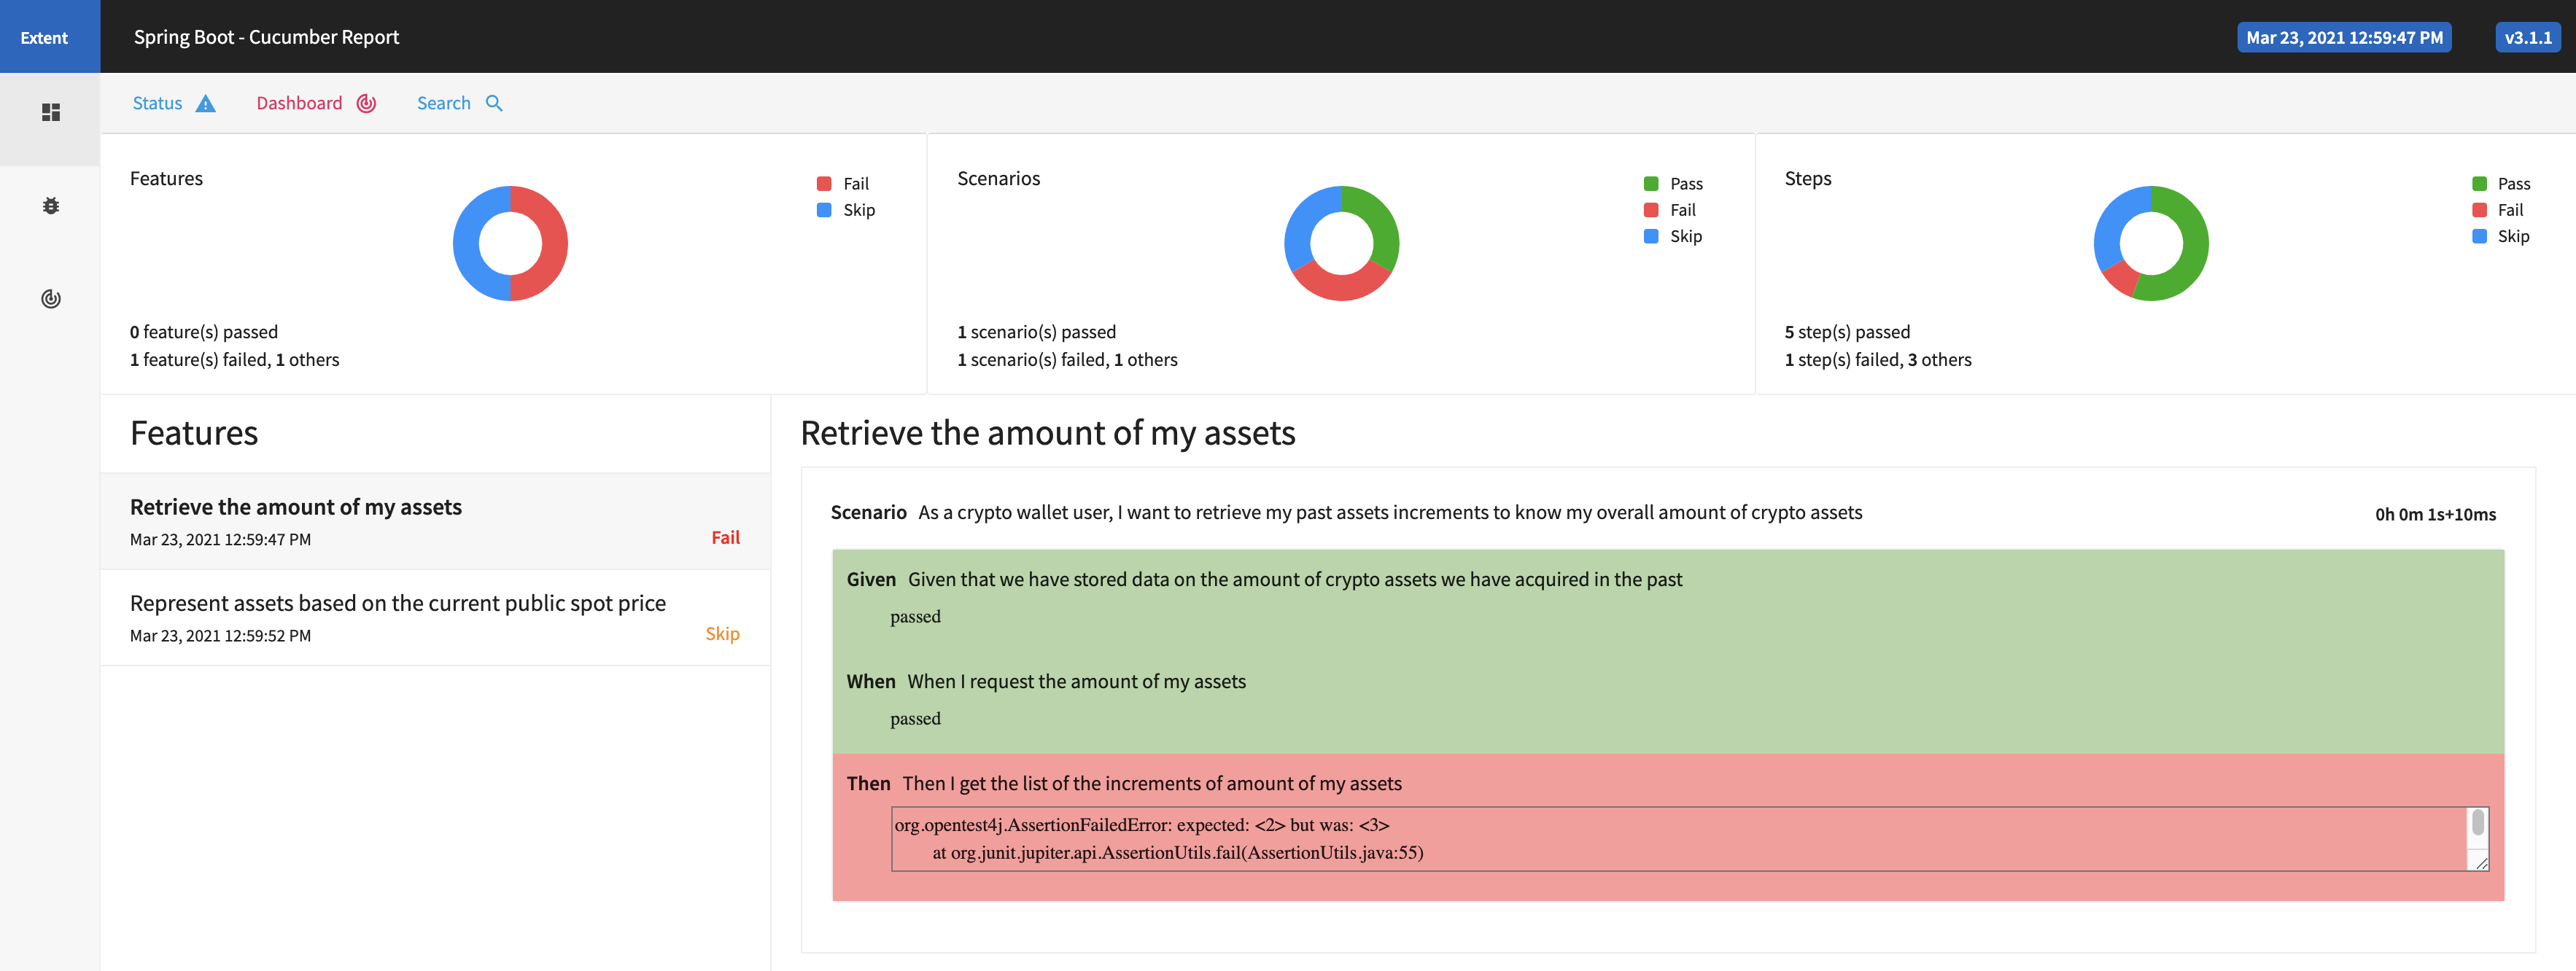 Extent
Spring Boot - Cucumber Report
Mar 23, 2021 12:59:47 PM
v3.1.1
Status
Dashboard
Search
Features
Fail
Skip
0 feature(s) passed
1 feature(s) failed, 1 others
Scenarios
Pass
Fail
Skip
1 scenario(s) passed
1 scenario(s) failed, 1 others
Steps
Pass
Fail
Skip
5 step(s) passed
1 step(s) failed, 3 others
Features
Retrieve the amount of my assets
Mar 23, 2021 12:59:47 PM
Fail
Represent assets based on the current public spot price
Mar 23, 2021 12:59:52 PM
Skip
Retrieve the amount of my assets
Scenario As a crypto wallet user, I want to retrieve my past assets increments to know my overall amount of crypto assets
0h 0m 1s+10ms
Given Given that we have stored data on the amount of crypto assets we have acquired in the past
passed
When When I request the amount of my assets
passed
Then Then I get the list of the increments of amount of my assets
org.opentest4j.AssertionFailedError: expected: <2> but was: <3>
at org.junit.jupiter.api.AssertionUtils.fail(AssertionUtils.java:55)